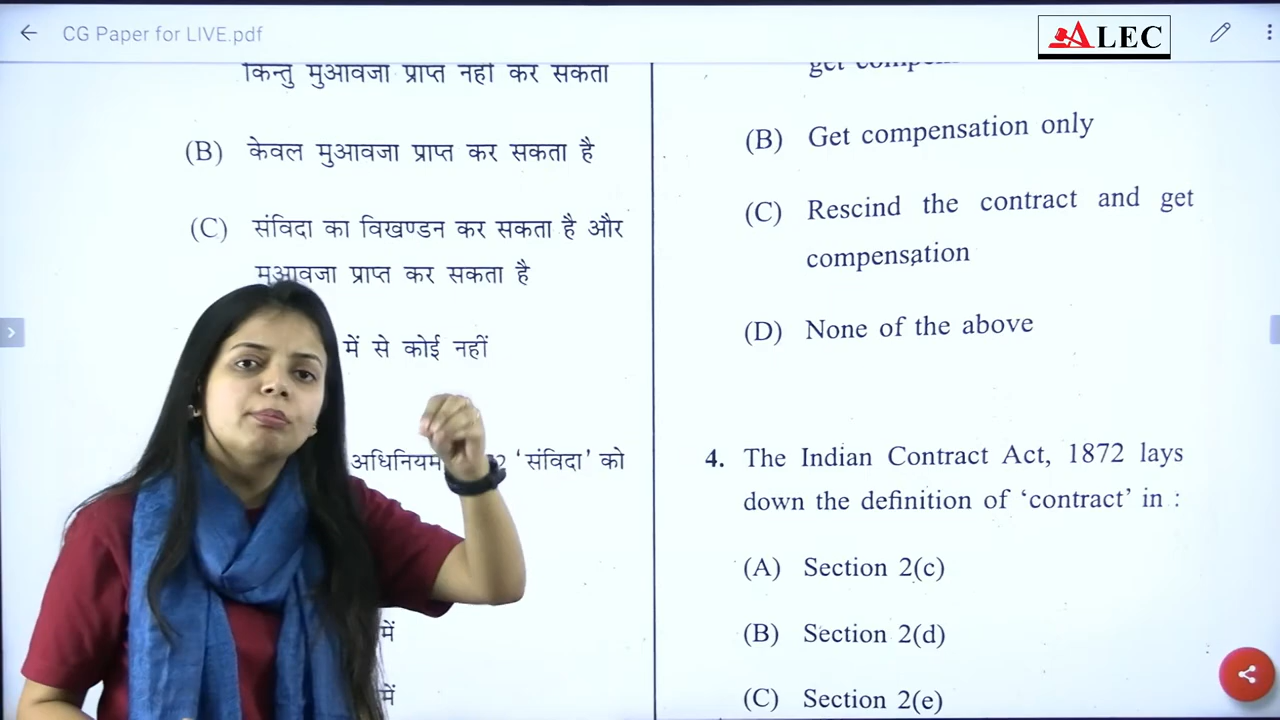 CG Paper for LIVE.pdf
ALEC
किन्तु मुआवजा प्राप्त नहीं कर सकता
(B) केवल मुआवजा प्राप्त कर सकता है
(C) संविदा का विखण्डन कर सकता है और
मुआवजा प्राप्त कर सकता है
में से कोई नहीं
अधिनियम 'संविदा' को
में
में
get
(B) Get compensation only
(C) Rescind the contract and get
compensation
(D) None of the above
4. The Indian Contract Act, 1872 lays
down the definition of 'contract' in :
(A) Section 2(c)
(B) Section 2(d)
(C) Section 2(e)